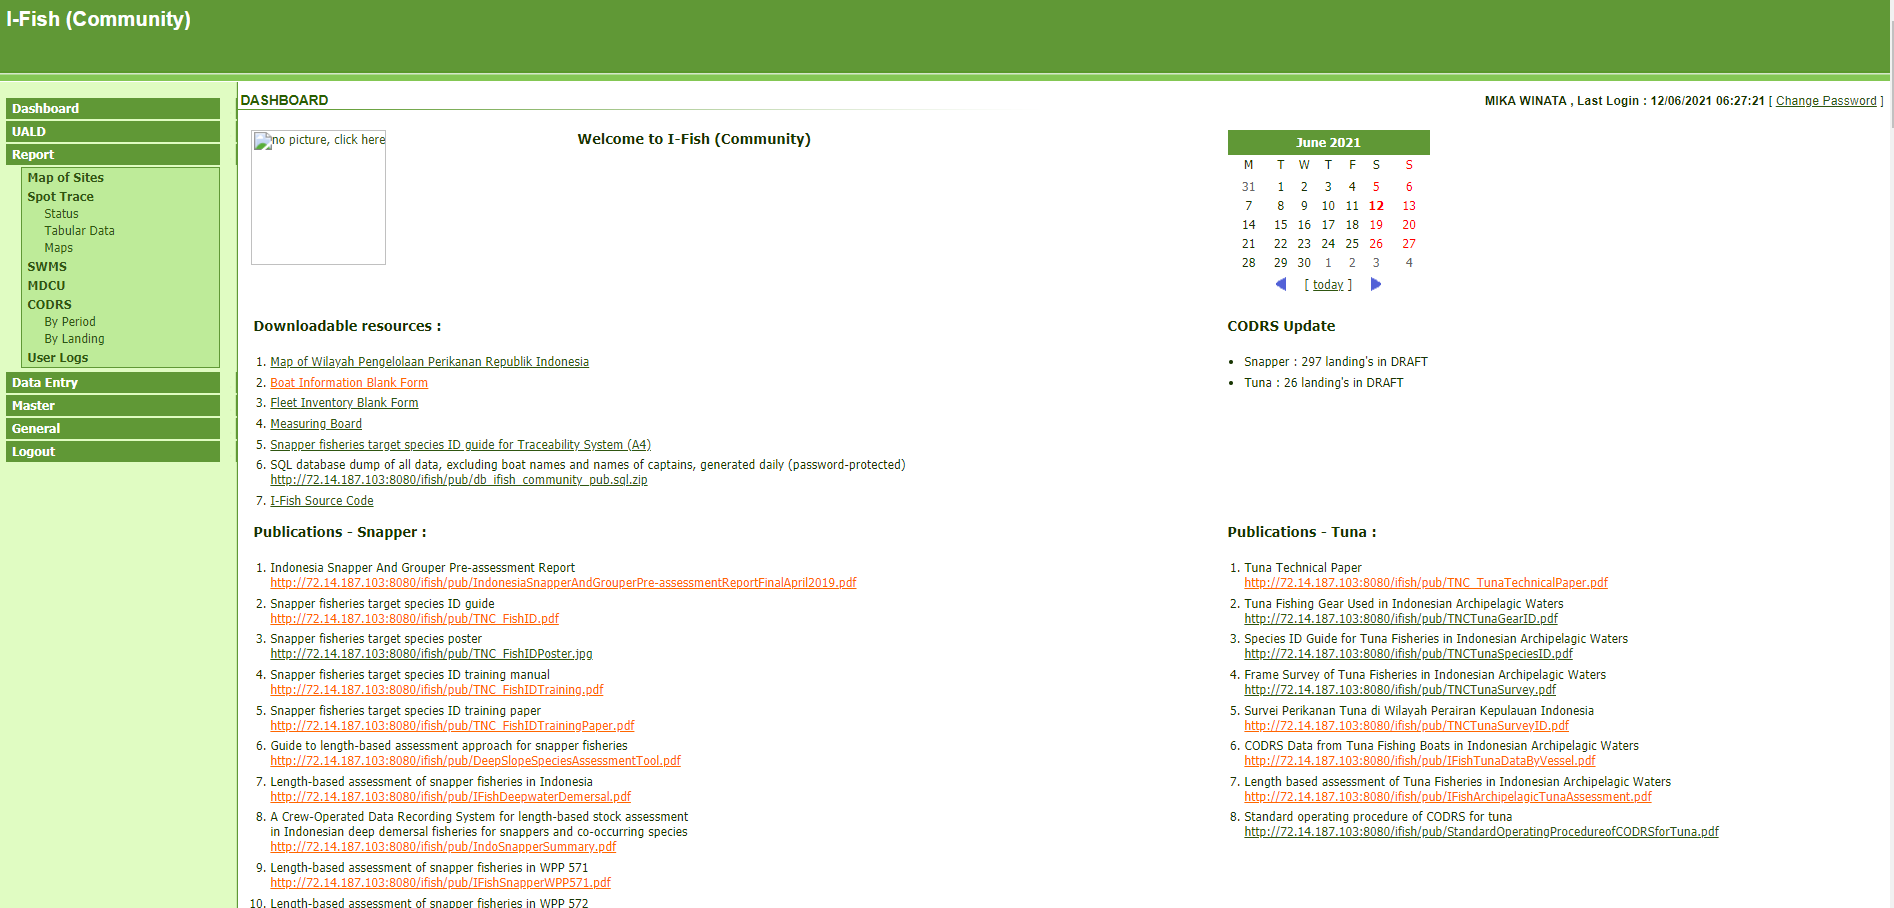 I-Fish (Community)
Dashboard
UALD
Report
Map of Sites
Spot Trace
Status
Tabular Data
Maps
SWMS
MDCU
CODRS
By Period
By Landing
User Logs
Data Entry
Master
General
Logout
DASHBOARD
MIKA WINATA , Last Login : 12/06/2021 06:27:21 [ Change Password ]
no picture, click here
Welcome to I-Fish (Community)
June 2021
M T W T F S S
31 1 2 3 4 5 6
7 8 9 10 11 12 13
14 15 16 17 18 19 20
21 22 23 24 25 26 27
28 29 30 1 2 3 4
[ today ]
Downloadable resources :
1. Map of Wilayah Pengelolaan Perikanan Republik Indonesia
2. Boat Information Blank Form
3. Fleet Inventory Blank Form
4. Measuring Board
5. Snapper fisheries target species ID guide for Traceability System (A4)
6. SQL database dump of all data, excluding boat names and names of captains, generated daily (password-protected)
http://72.14.187.103:8080/ifish/pub/db_ifish_community_pub.sql.zip
7. I-Fish Source Code
CODRS Update
• Snapper : 297 landing's in DRAFT
• Tuna : 26 landing's in DRAFT
Publications - Snapper :
1. Indonesia Snapper And Grouper Pre-assessment Report
http://72.14.187.103:8080/ifish/pub/IndonesiaSnapperAndGrouperPre-assessmentReportFinalApril2019.pdf
2. Snapper fisheries target species ID guide
http://72.14.187.103:8080/ifish/pub/TNC_FishID.pdf
3. Snapper fisheries target species poster
http://72.14.187.103:8080/ifish/pub/TNC_FishIDPoster.jpg
4. Snapper fisheries target species ID training manual
http://72.14.187.103:8080/ifish/pub/TNC_FishIDTraining.pdf
5. Snapper fisheries target species ID training paper
http://72.14.187.103:8080/ifish/pub/TNC_FishIDTrainingPaper.pdf
6. Guide to length-based assessment approach for snapper fisheries
http://72.14.187.103:8080/ifish/pub/DeepSlopeSpeciesAssessmentTool.pdf
7. Length-based assessment of snapper fisheries in Indonesia
http://72.14.187.103:8080/ifish/pub/IFishDeepwaterDemersal.pdf
8. A Crew-Operated Data Recording System for length-based stock assessment
in Indonesian deep demersal fisheries for snappers and co-occurring species
http://72.14.187.103:8080/ifish/pub/IndoSnapperSummary.pdf
9. Length-based assessment of snapper fisheries in WPP 571
http://72.14.187.103:8080/ifish/pub/IFishSnapperWPP571.pdf
10. Length-based assessment of snapper fisheries in WPP 572
Publications - Tuna :
1. Tuna Technical Paper
http://72.14.187.103:8080/ifish/pub/TNC_TunaTechnicalPaper.pdf
2. Tuna Fishing Gear Used in Indonesian Archipelagic Waters
http://72.14.187.103:8080/ifish/pub/TNCTunaGearID.pdf
3. Species ID Guide for Tuna Fisheries in Indonesian Archipelagic Waters
http://72.14.187.103:8080/ifish/pub/TNCTunaSpeciesID.pdf
4. Frame Survey of Tuna Fisheries in Indonesian Archipelagic Waters
http://72.14.187.103:8080/ifish/pub/TNCTunaSurvey.pdf
5. Survei Perikanan Tuna di Wilayah Perairan Kepulauan Indonesia
http://72.14.187.103:8080/ifish/pub/TNCTunaSurveyID.pdf
6. CODRS Data from Tuna Fishing Boats in Indonesian Archipelagic Waters
http://72.14.187.103:8080/ifish/pub/IFishTunaDataByVessel.pdf
7. Length based assessment of Tuna Fisheries in Indonesian Archipelagic Waters
http://72.14.187.103:8080/ifish/pub/IFishArchipelagicTunaAssessment.pdf
8. Standard operating procedure of CODRS for tuna
http://72.14.187.103:8080/ifish/pub/StandardOperatingProcedureofCODRSforTuna.pdf